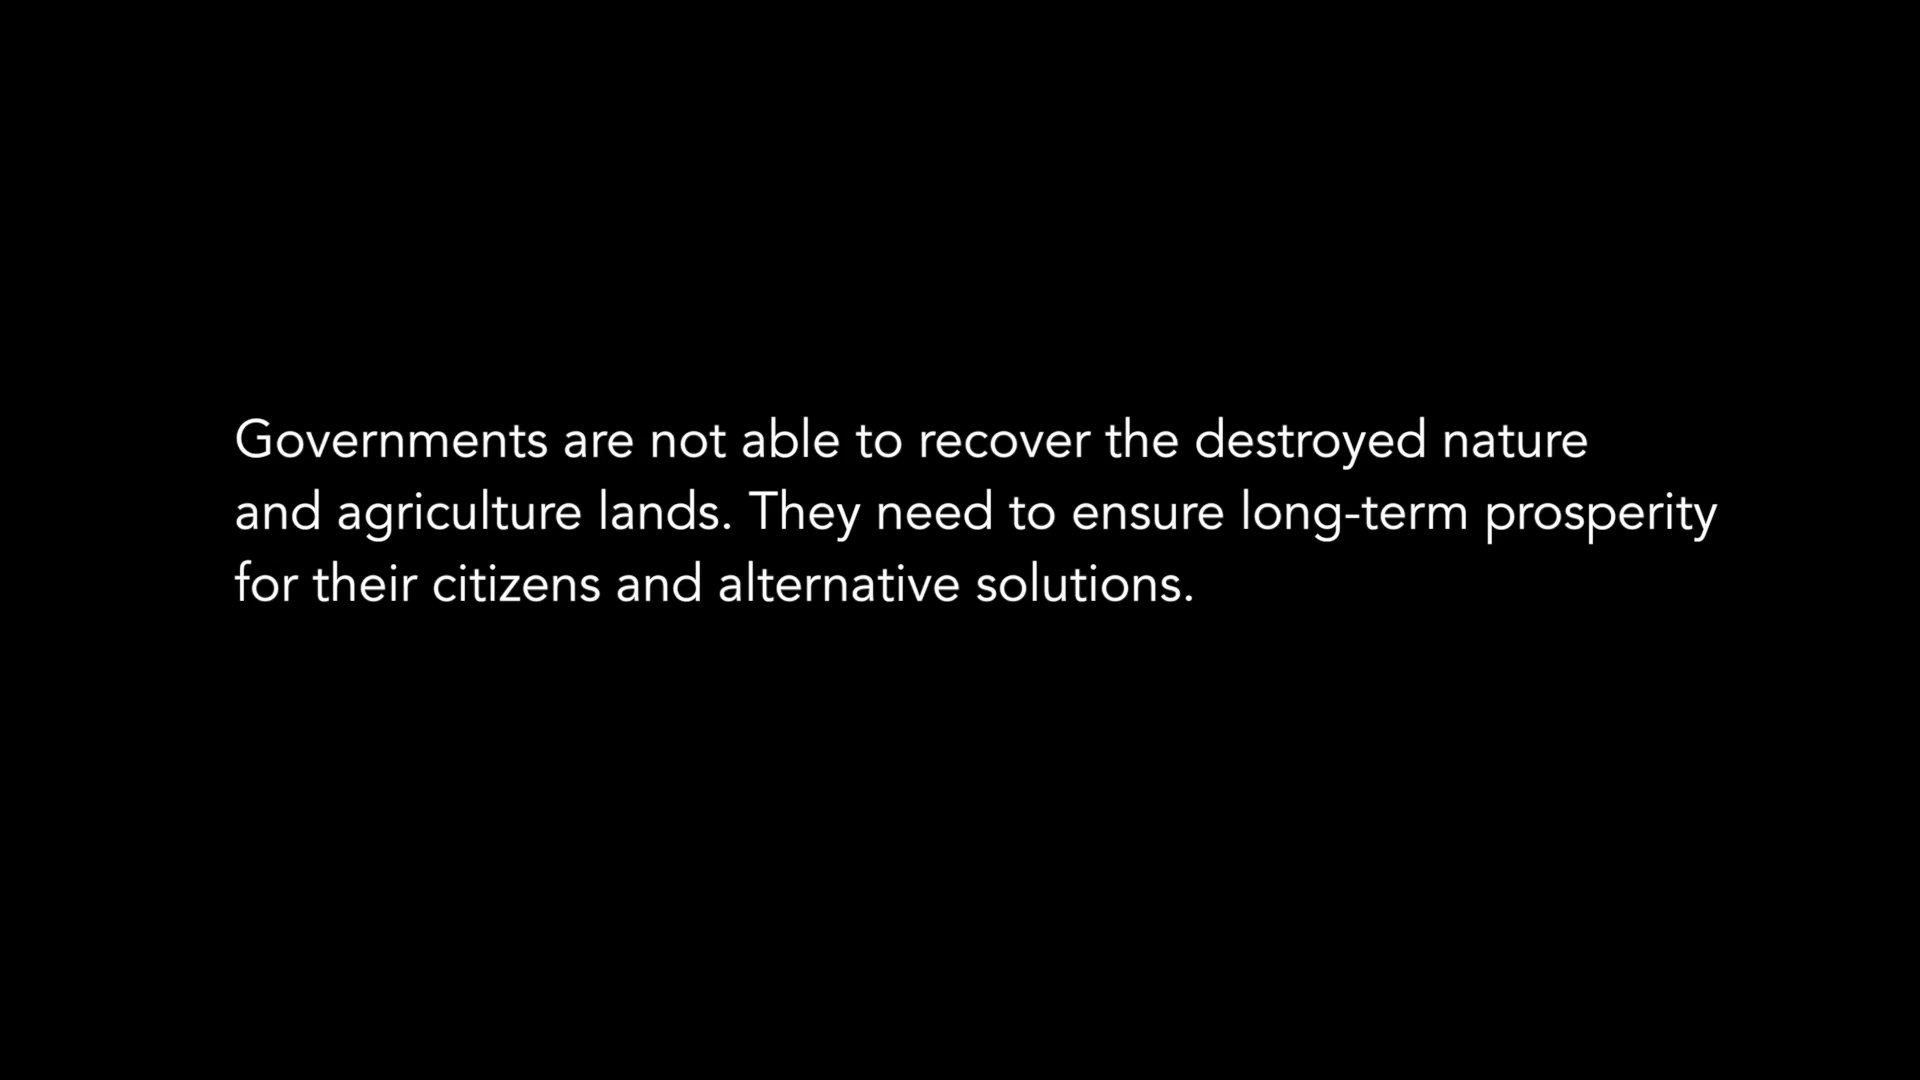 Governments are not able to recover the destroyed nature
and agriculture lands. They need to ensure long-term prosperity
for their citizens and alternative solutions.